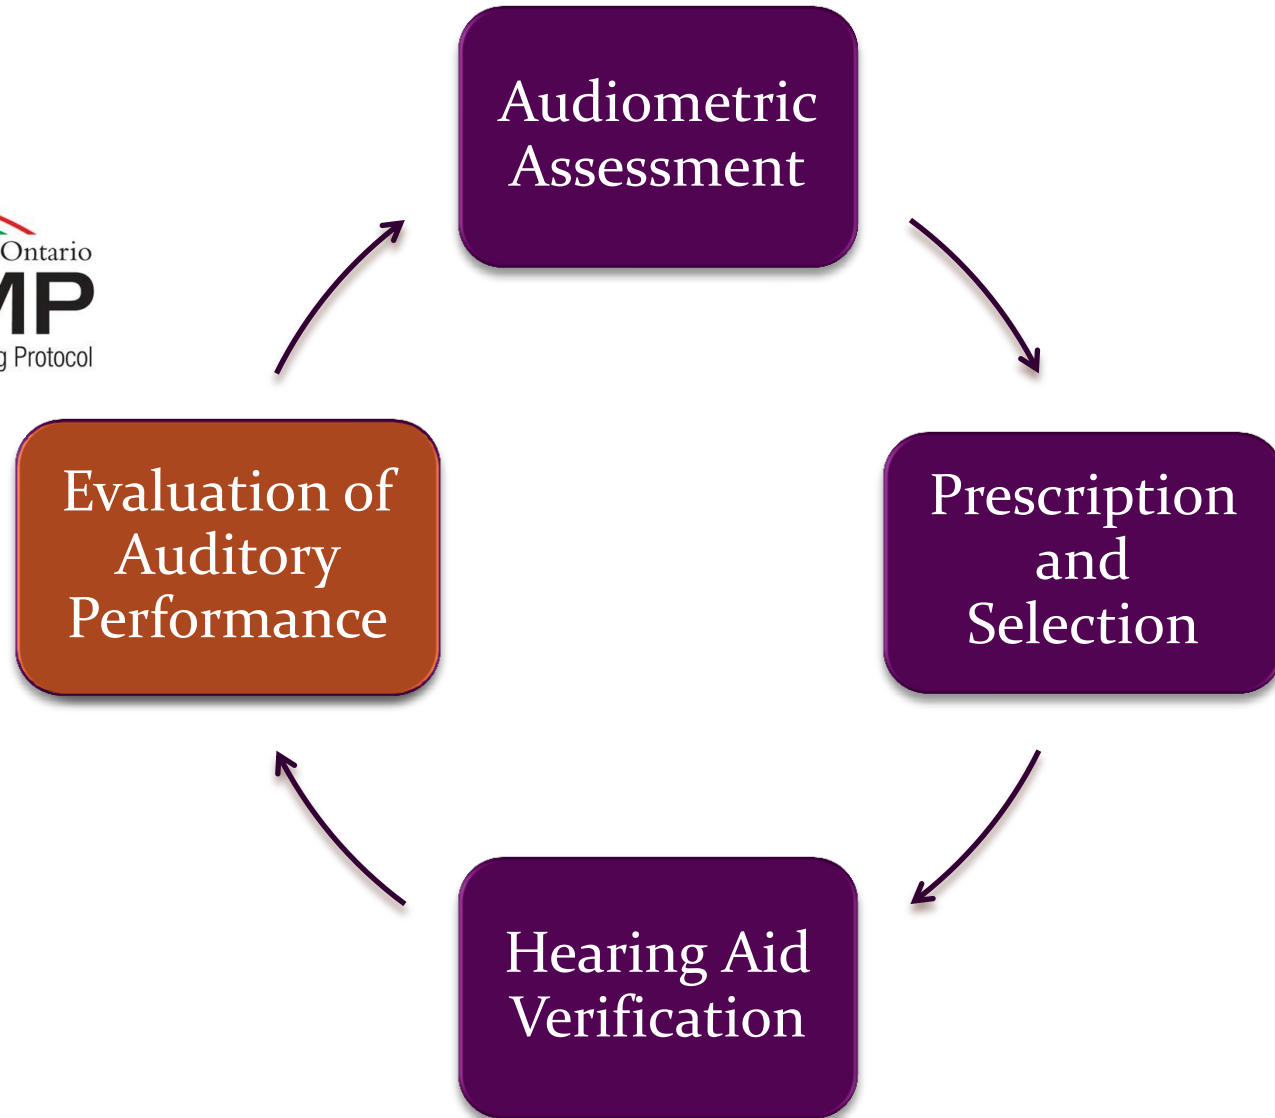 Audiometric
Assessment
Ontario
MP
g Protocol
Evaluation of
Auditory
Performance
Prescription
and
Selection
Hearing Aid
Verification